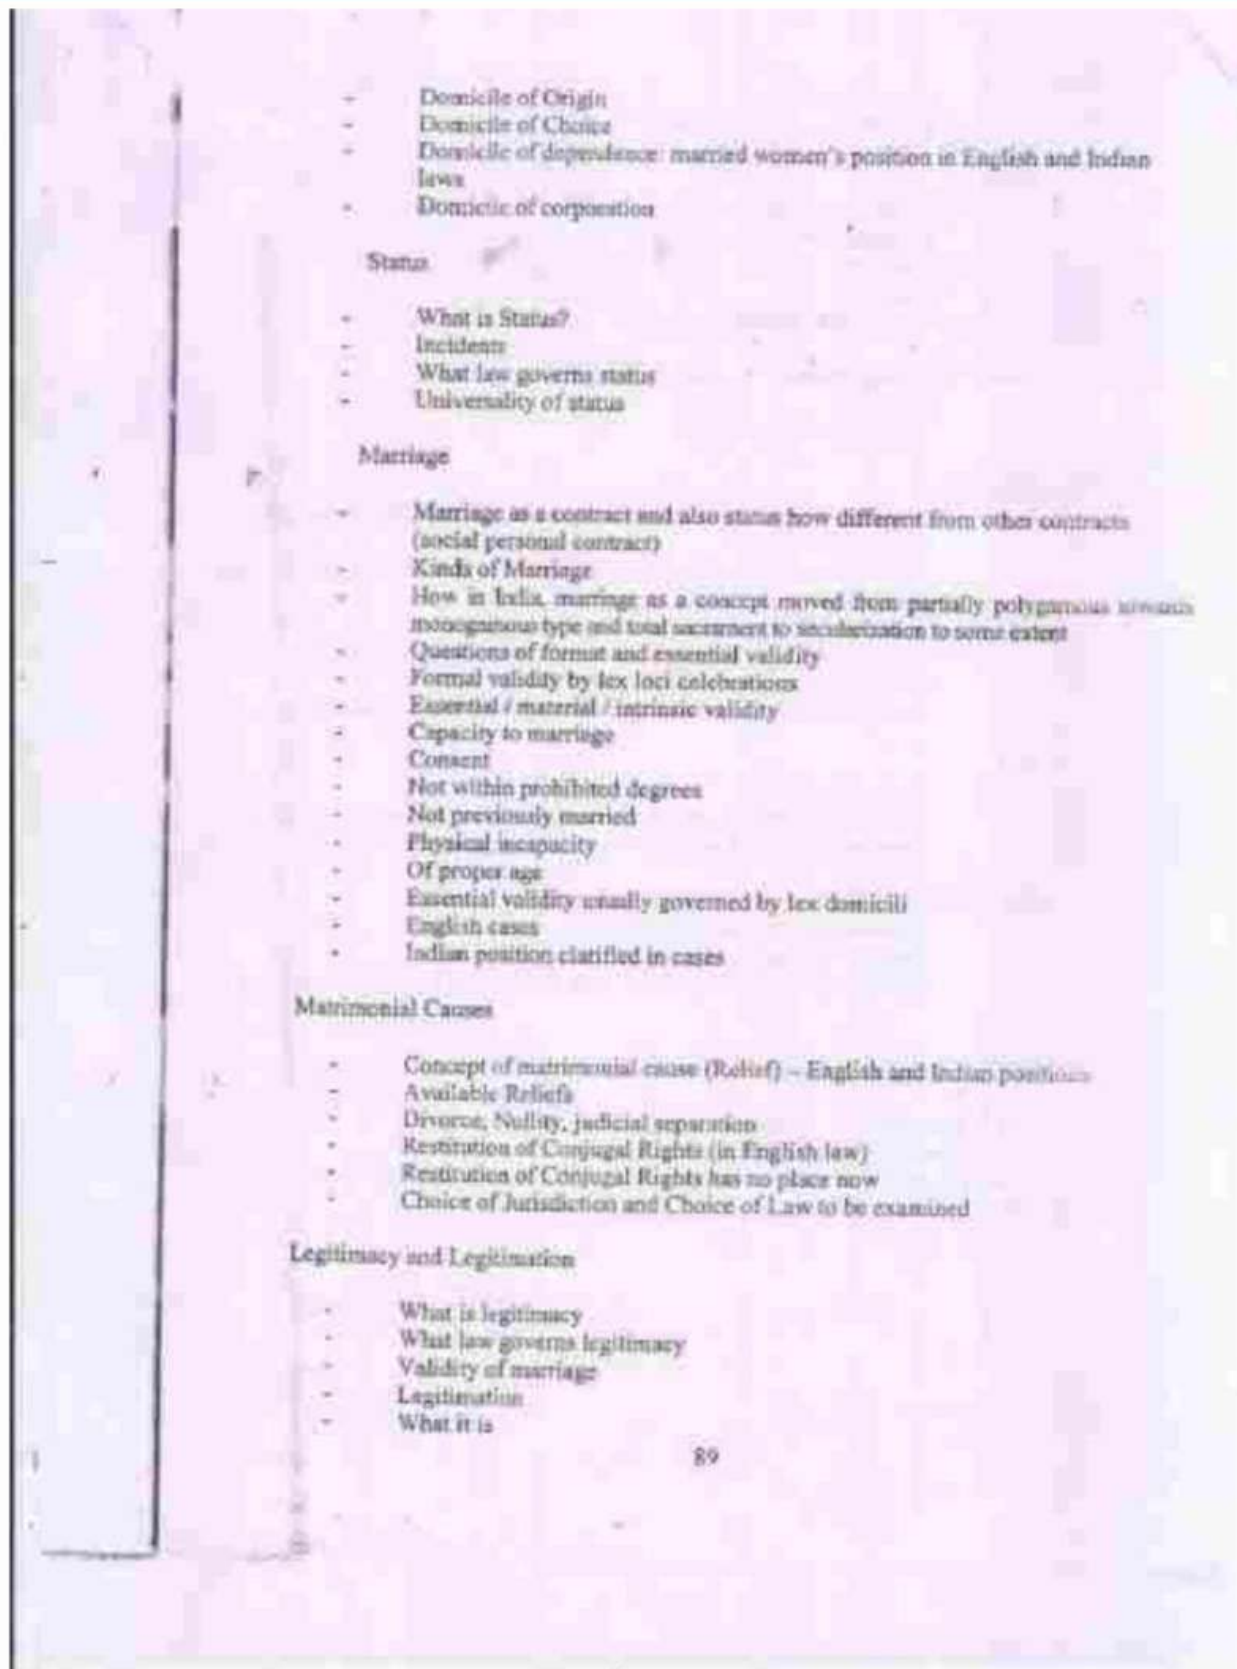 - Domicile of Origin
- Domicile of Choice
- Domicile of dependence: married women's position in English and Indian
laws
- Domicile of corporation
Status
- What is Status?
- Incidents
- What law governs status
- Universality of status
Marriage
- Marriage as a contract and also status how different from other contracts
(social personal contract)
- Kinds of Marriage
- How in India, marriage as a concept moved from partially polygamous towards
monogamous type and total sacrament to secularization to some extent
- Questions of format and essential validity
- Formal validity by lex loci celebrations
- Essential / material / intrinsic validity
- Capacity to marriage
- Consent
- Not within prohibited degrees
- Not previously married
- Physical incapacity
- Of proper age
- Essential validity usually governed by lex domicili
- English cases
- Indian position clarified in cases
Matrimonial Causes
- Concept of matrimonial cause (Relief) – English and Indian positions
- Available Reliefs
- Divorce, Nullity, judicial separation
- Restitution of Conjugal Rights (in English law)
- Restitution of Conjugal Rights has no place now
- Choice of Jurisdiction and Choice of Law to be examined
Legitimacy and Legitimation
- What is legitimacy
- What law governs legitimacy
- Validity of marriage
- Legitimation
- What it is
89